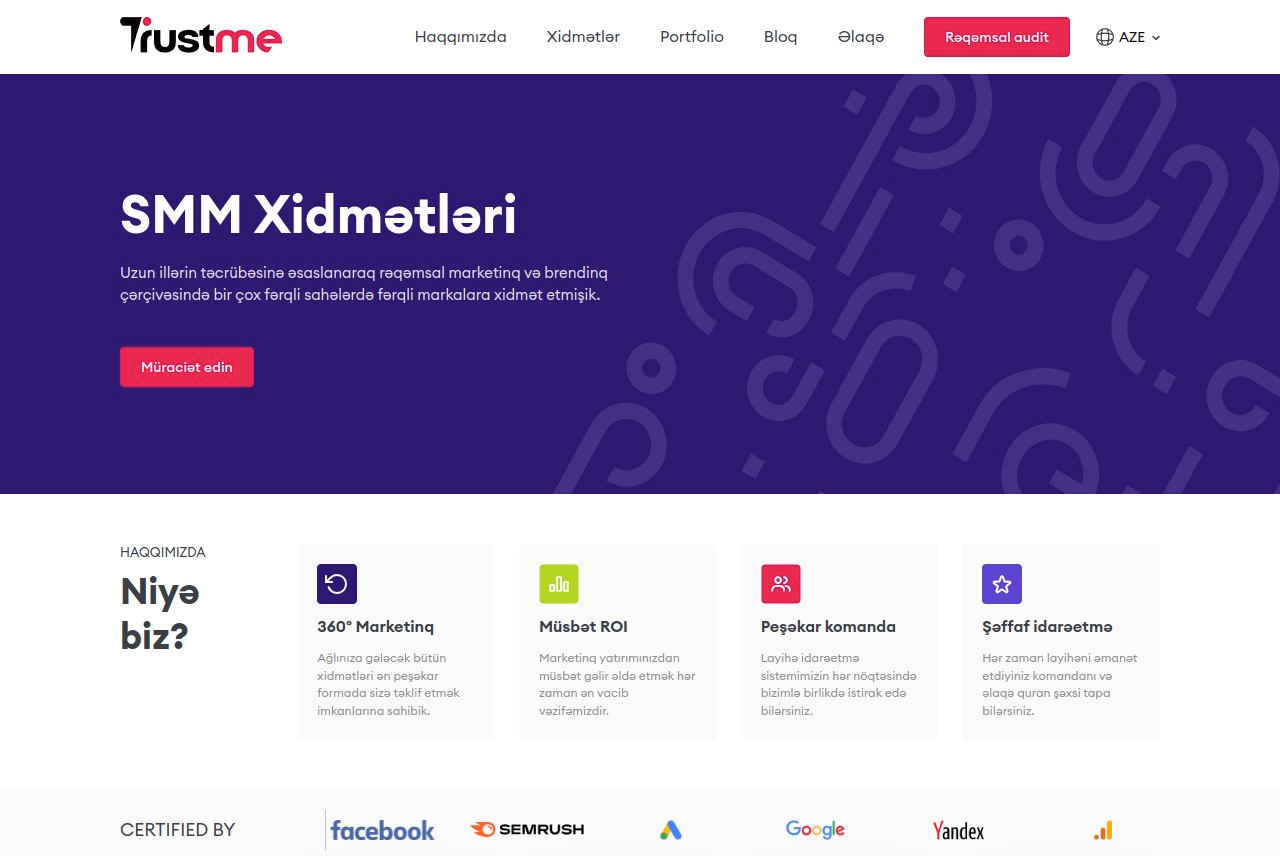 Trustme
Haqqımızda
Xidmətlər
Portfolio
Bloq
Əlaqə
Rəqəmsal audit
AZE
SMM Xidmətləri
Uzun illərin təcrübəsinə əsaslanaraq rəqəmsal marketinq və brendinq
çərçivəsində bir çox fərqli sahələrdə fərqli markalara xidmət etmişik.
Müraciət edin
HAQQIMIZDA
Niyə
biz?
360° Marketinq
Ağlınıza gələcək bütün
xidmətləri ən peşəkar
formada sizə təklif etmək
imkanlarına sahibik.
Müsbət ROI
Marketinq yatırımınızdan
müsbət gəlir əldə etmək hər
zaman ən vacib
vəzifəmizdir.
Peşəkar komanda
Layihə idarəetmə
sistemimizin hər nöqtəsində
bizimlə birlikdə istirak edə
bilərsiniz.
Şəffaf idarəetmə
Hər zaman layihəni əmanət
etdiyiniz komandanı və
əlaqə quran şəxsi tapa
bilərsiniz.
CERTIFIED BY
facebook
SEMRUSH
Google
Yandex